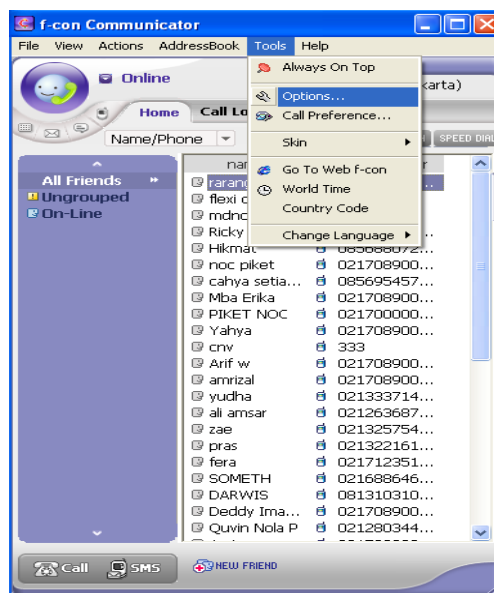 f-con Communicator
File View Actions AddressBook Tools Help
Always On Top
Online
karta)
Options...
Home Call Lo
Call Preference...
Name/Phone
SPEED DIAL
Skin
nar
r
Go To Web f-con
All Friends
rarang
World Time
Ungrouped
flexi c
Country Code
On-Line
mdnc
Ricky
Change Language
Hikmat 085688072...
noc piket 021708900...
cahya setia... 085695457...
Mba Erika 021708900...
PIKET NOC 021700000...
Yahya 021708900...
cnv 333
Arif w 021708900...
amrizal 021708900...
yudha 021333714...
ali amsar 021263687...
zae 021325754...
pras 021322161...
fera 021712351...
SOMETH 021688646...
DARWIS 081310310...
Deddy Ima... 021708900...
Quvin Nola P 021280344...
Call SMS NEW FRIEND